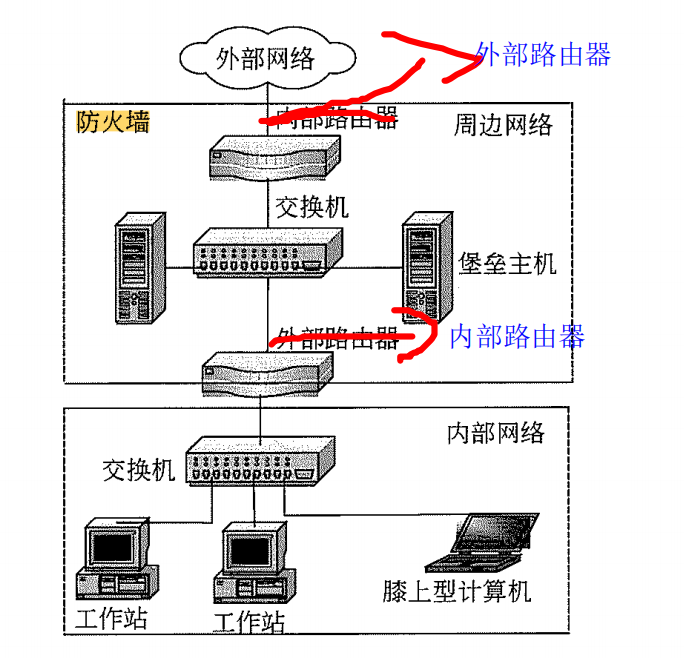 外部网络
外部路由器
防火墙
内部路由器
周边网络
交换机
堡垒主机
外部路由器
内部路由器
内部网络
交换机
膝上型计算机
工作站
工作站